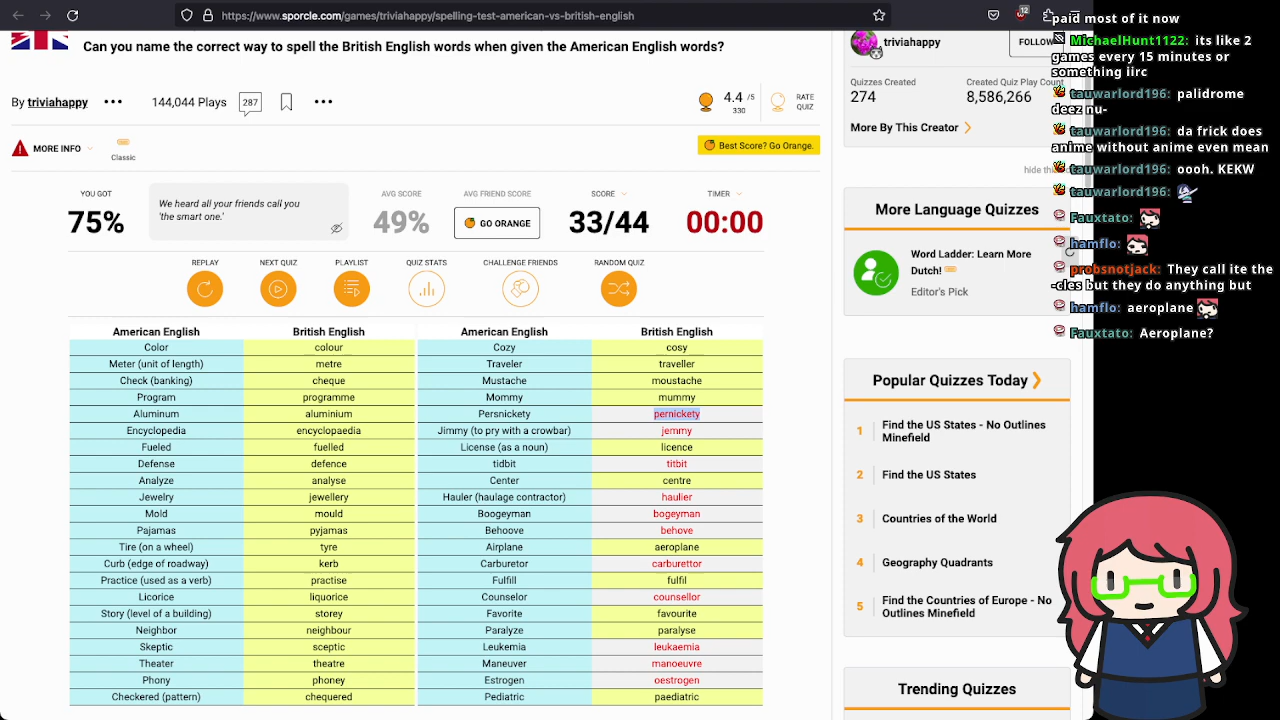 https://www.sporcle.com/games/triviahappy/spelling-test-american-vs-british-english
12
Can you name the correct way to spell the British English words when given the American English words?
By triviahappy
144,044 Plays
287
4.4 /5
330
RATE QUIZ
MORE INFO
Classic
Best Score? Go Orange.
YOU GOT
75%
We heard all your friends call you
'the smart one.'
AVG SCORE
49%
AVG FRIEND SCORE
GO ORANGE
SCORE
33/44
TIMER
00:00
REPLAY
NEXT QUIZ
PLAYLIST
QUIZ STATS
CHALLENGE FRIENDS
RANDOM QUIZ
American English British English American English British English
Color colour Cozy cosy
Meter (unit of length) metre Traveler traveller
Check (banking) cheque Mustache moustache
Program programme Mommy mummy
Aluminum aluminium Persnickety pernickety
Encyclopedia encyclopaedia Jimmy (to pry with a crowbar) jemmy
Fueled fuelled License (as a noun) licence
Defense defence tidbit titbit
Analyze analyse Center centre
Jewelry jewellery Hauler (haulage contractor) haulier
Mold mould Boogeyman bogeyman
Pajamas pyjamas Behoove behove
Tire (on a wheel) tyre Airplane aeroplane
Curb (edge of roadway) kerb Carburetor carburettor
Practice (used as a verb) practise Fulfill fulfil
Licorice liquorice Counselor counsellor
Story (level of a building) storey Favorite favourite
Neighbor neighbour Paralyze paralyse
Skeptic sceptic Leukemia leukaemia
Theater theatre Maneuver manoeuvre
Phony phoney Estrogen oestrogen
Checkered (pattern) chequered Pediatric paediatric
triviahappy
FOLLOW
Quizzes Created
274
Created Quiz Play Count
8,586,266
More By This Creator
hide this
More Language Quizzes
Word Ladder: Learn More
Dutch!
Editor's Pick
Popular Quizzes Today
1 Find the US States - No Outlines
Minefield
2 Find the US States
3 Countries of the World
4 Geography Quadrants
5 Find the Countries of Europe - No
Outlines Minefield
Trending Quizzes
paid most of it now
MichaelHunt1122: its like 2
games every 15 minutes or
something iirc
tauwarlord196: palidrome
deez nu-
tauwarlord196: da frick does
anime without anime even mean
tauwarlord196: oooh. KEKW
tauwarlord196:
Fauxtato:
hamflo:
probsnotjack: They call ite the
-cles but they do anything but
hamflo: aeroplane
Fauxtato: Aeroplane?